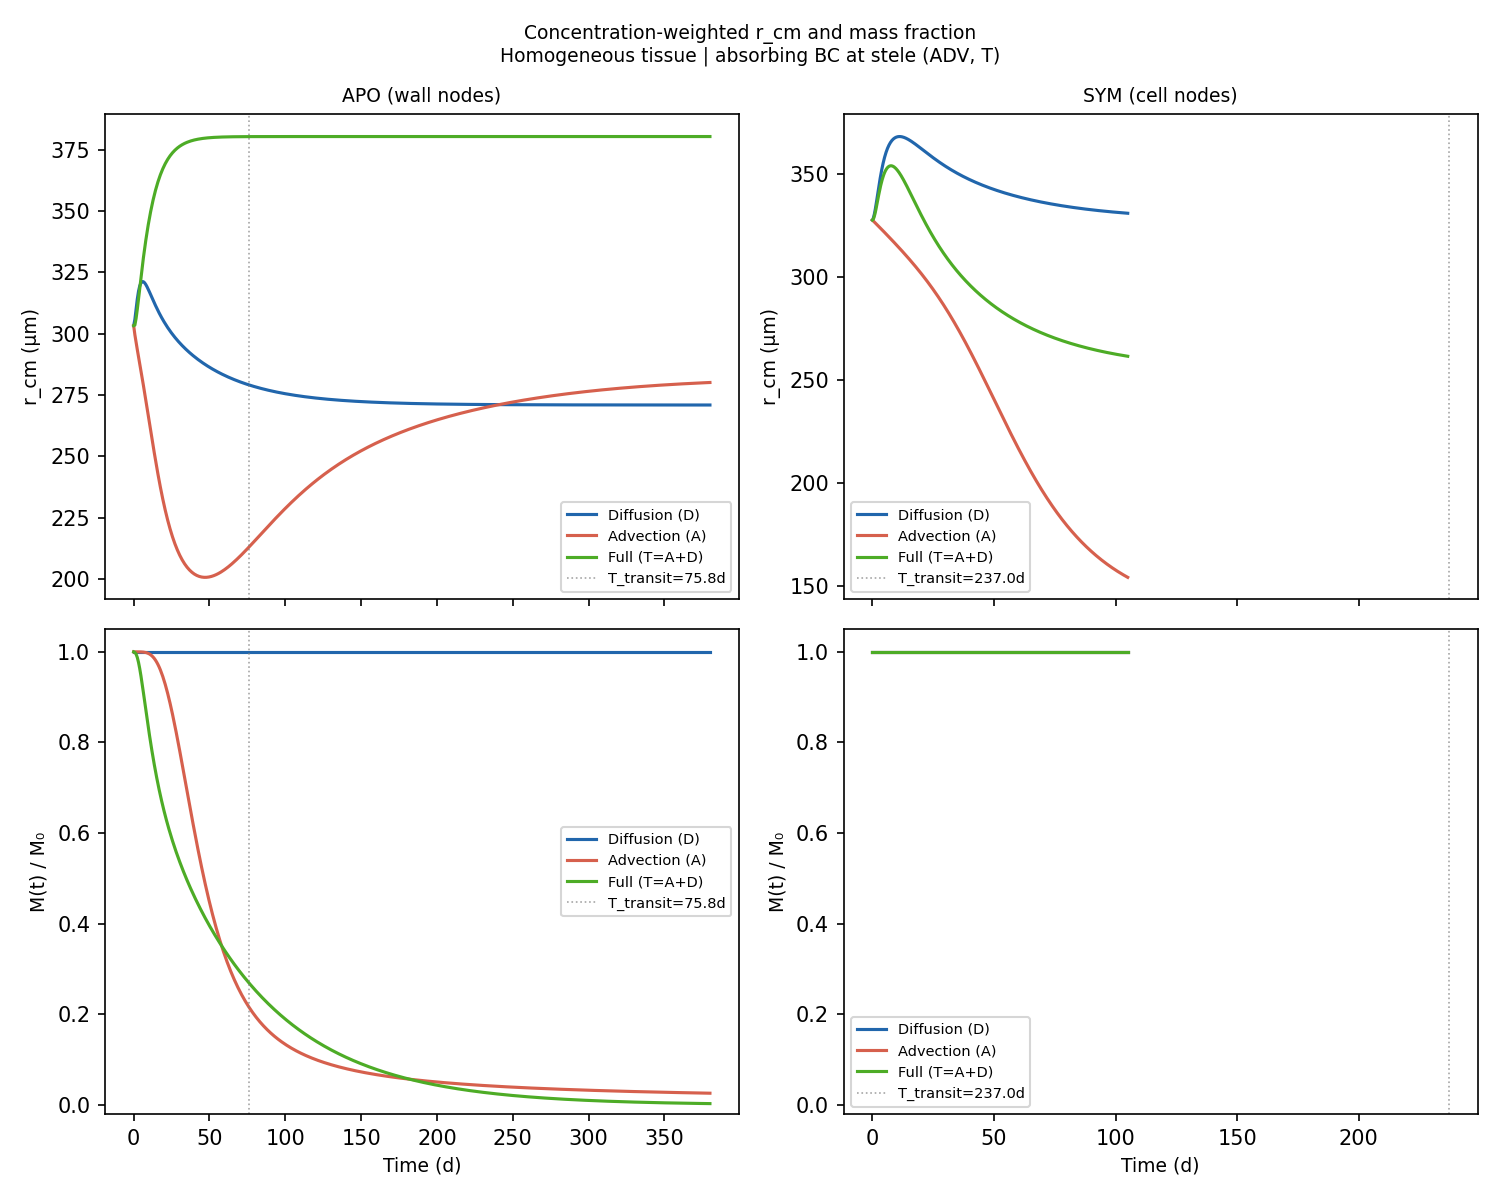 Concentration-weighted r_cm and mass fraction
Homogeneous tissue | absorbing BC at stele (ADV, T)
APO (wall nodes)
r_cm (μm)
375
350
325
300
275
250
225
200
Diffusion (D)
Advection (A)
Full (T=A+D)
T_transit=75.8d
SYM (cell nodes)
r_cm (μm)
350
300
250
200
150
Diffusion (D)
Advection (A)
Full (T=A+D)
T_transit=237.0d
M(t) / M₀
1.0
0.8
0.6
0.4
0.2
0.0
Diffusion (D)
Advection (A)
Full (T=A+D)
T_transit=75.8d
0 50 100 150 200 250 300 350
Time (d)
M(t) / M₀
1.0
0.8
0.6
0.4
0.2
0.0
Diffusion (D)
Advection (A)
Full (T=A+D)
T_transit=237.0d
0 50 100 150 200
Time (d)